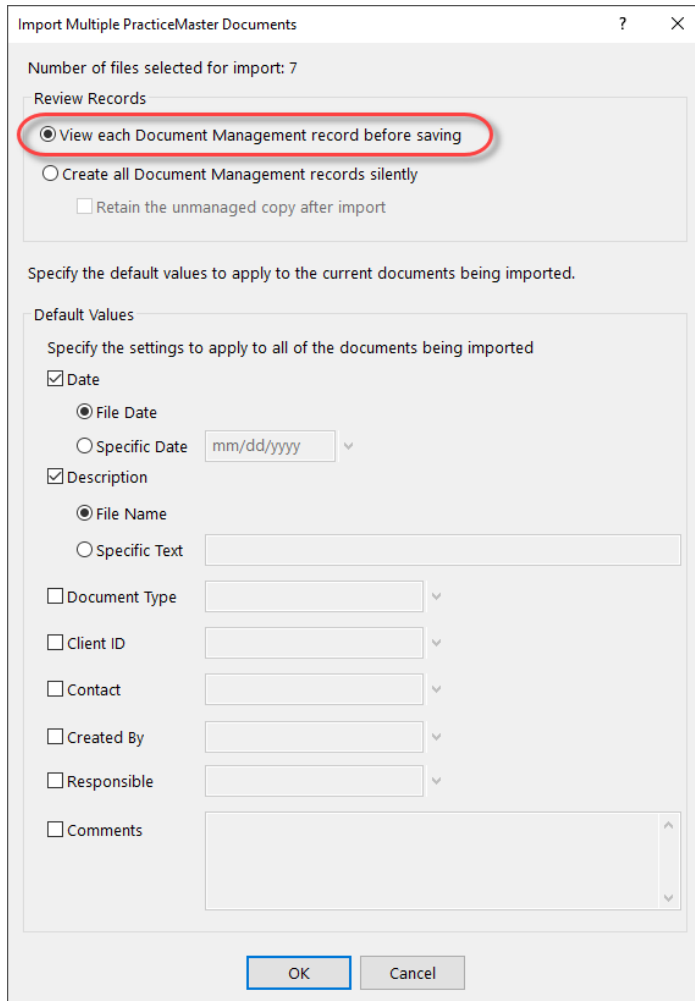 Import Multiple PracticeMaster Documents
Number of files selected for import: 7
Review Records
View each Document Management record before saving
Create all Document Management records silently
Retain the unmanaged copy after import
Specify the default values to apply to the current documents being imported.
Default Values
Specify the settings to apply to all of the documents being imported
Date
File Date
Specific Date mm/dd/yyyy
Description
File Name
Specific Text
Document Type
Client ID
Contact
Created By
Responsible
Comments
OK Cancel